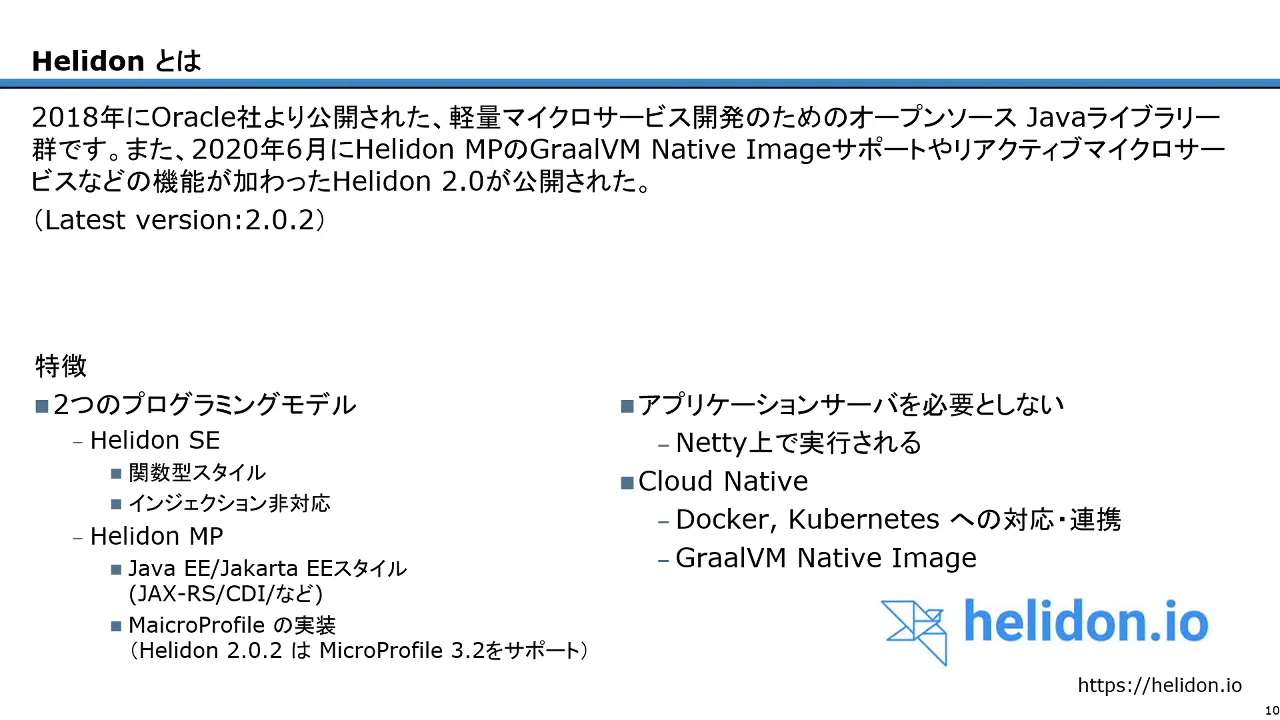 Helidon とは
2018年にOracle社より公開された、軽量マイクロサービス開発のためのオープンソース Javaライブラリー
群です。また、2020年6月にHelidon MPのGraalVM Native Imageサポートやリアクティブマイクロサー
ビスなどの機能が加わったHelidon 2.0が公開された。
（Latest version:2.0.2）
特徴
■2つのプログラミングモデル
– Helidon SE
■ 関数型スタイル
■ インジェクション非対応
– Helidon MP
■ Java EE/Jakarta EEスタイル
(JAX-RS/CDI/など)
■ MaicroProfile の実装
（Helidon 2.0.2 は MicroProfile 3.2をサポート）
■アプリケーションサーバを必要としない
– Netty上で実行される
■Cloud Native
– Docker, Kubernetes への対応・連携
– GraalVM Native Image
helidon.io
https://helidon.io
10